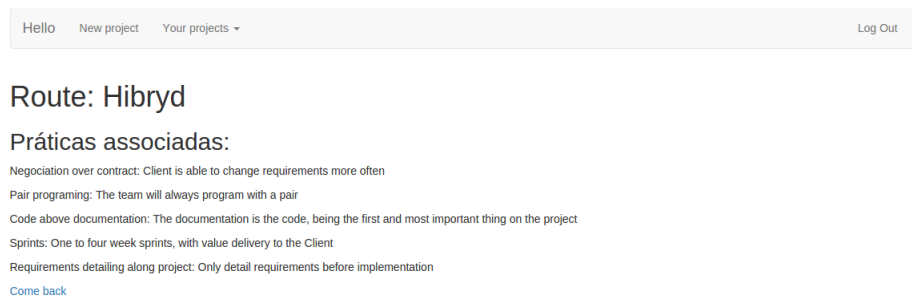 Hello New project Your projects Log Out
Route: Hibryd
Práticas associadas:
Negociation over contract: Client is able to change requirements more often
Pair programing: The team will always program with a pair
Code above documentation: The documentation is the code, being the first and most important thing on the project
Sprints: One to four week sprints, with value delivery to the Client
Requirements detailing along project: Only detail requirements before implementation
Come back